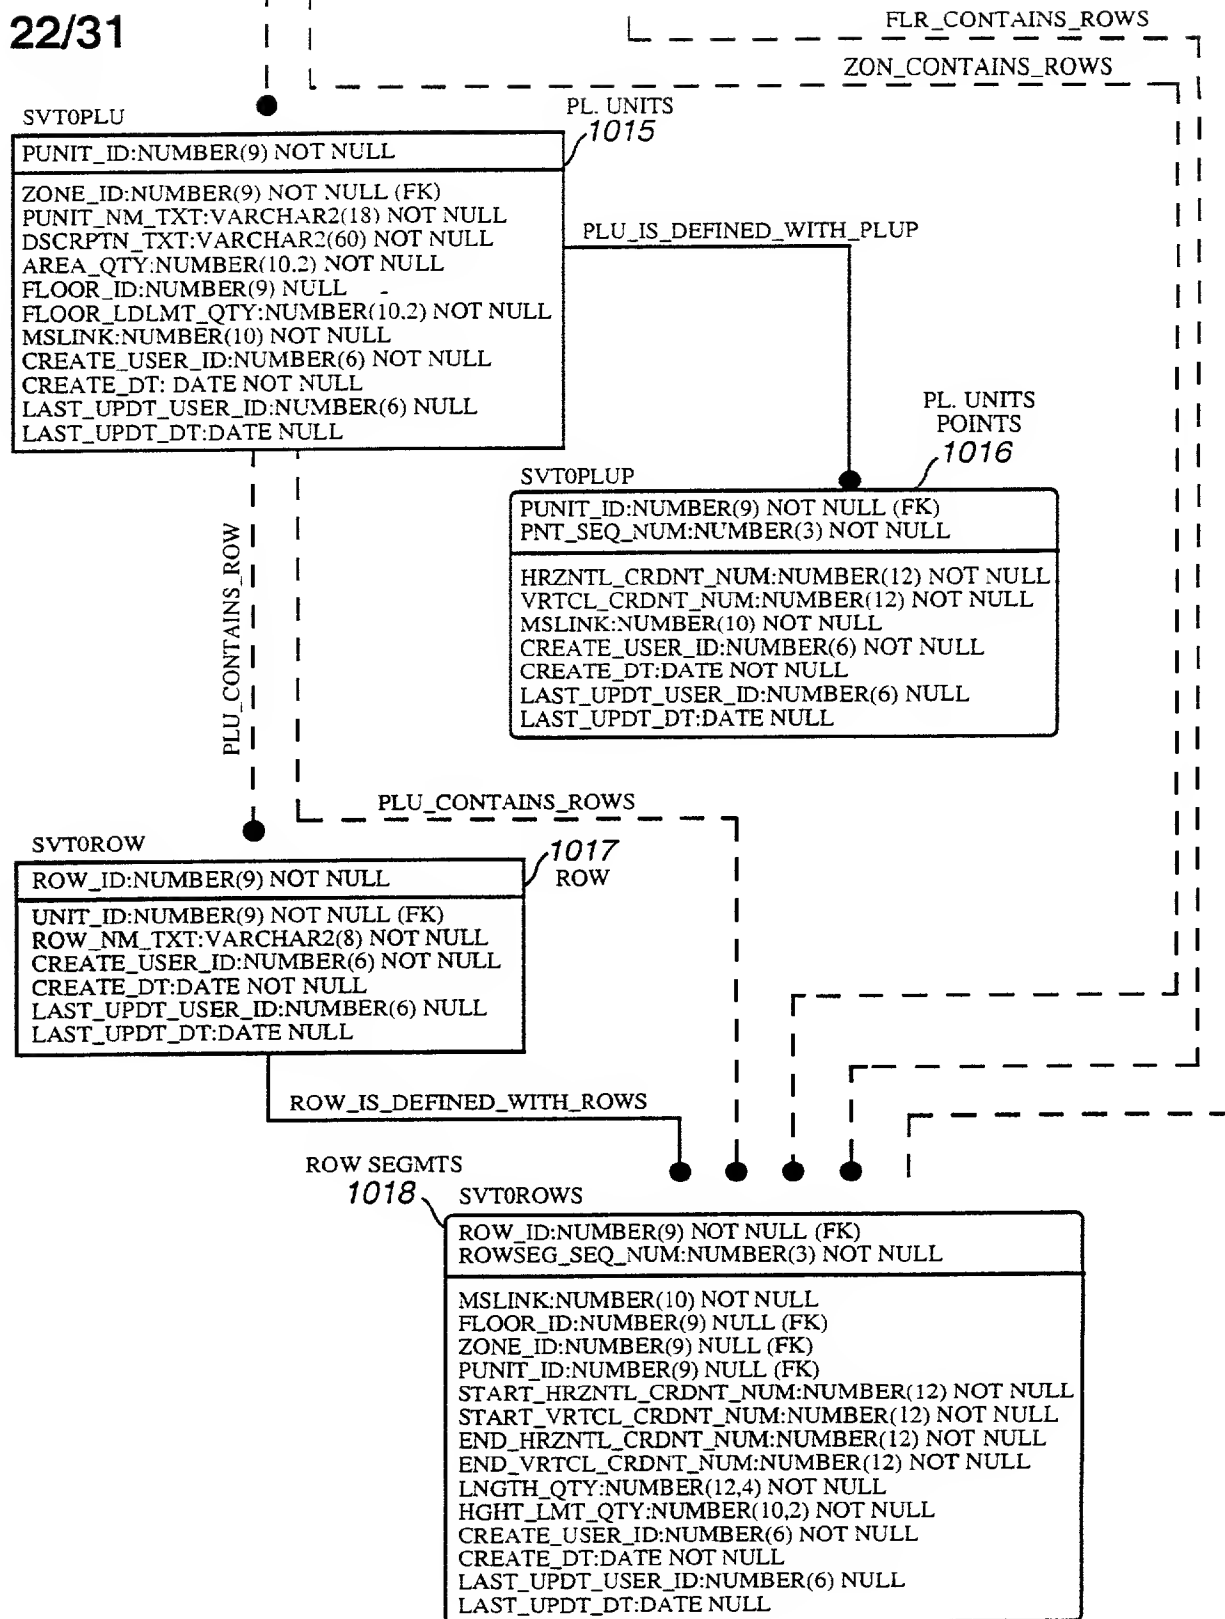 22/31
FLR_CONTAINS_ROWS
ZON_CONTAINS_ROWS
SVT0PLU
PL. UNITS
1015
PUNIT_ID:NUMBER(9) NOT NULL
ZONE_ID:NUMBER(9) NOT NULL (FK)
PUNIT_NM_TXT:VARCHAR2(18) NOT NULL
DSCRPTN_TXT:VARCHAR2(60) NOT NULL
AREA_QTY:NUMBER(10.2) NOT NULL
FLOOR_ID:NUMBER(9) NULL
FLOOR_LDLMT_QTY:NUMBER(10.2) NOT NULL
MSLINK:NUMBER(10) NOT NULL
CREATE_USER_ID:NUMBER(6) NOT NULL
CREATE_DT: DATE NOT NULL
LAST_UPDT_USER_ID:NUMBER(6) NULL
LAST_UPDT_DT:DATE NULL
PLU_IS_DEFINED_WITH_PLUP
PL. UNITS
POINTS
1016
SVT0PLUP
PUNIT_ID:NUMBER(9) NOT NULL (FK)
PNT_SEQ_NUM:NUMBER(3) NOT NULL
HRZNTL_CRDNT_NUM:NUMBER(12) NOT NULL
VRTCL_CRDNT_NUM:NUMBER(12) NOT NULL
MSLINK:NUMBER(10) NOT NULL
CREATE_USER_ID:NUMBER(6) NOT NULL
CREATE_DT:DATE NOT NULL
LAST_UPDT_USER_ID:NUMBER(6) NULL
LAST_UPDT_DT:DATE NULL
PLU_CONTAINS_ROW
PLU_CONTAINS_ROWS
SVT0ROW
1017
ROW
ROW_ID:NUMBER(9) NOT NULL
UNIT_ID:NUMBER(9) NOT NULL (FK)
ROW_NM_TXT:VARCHAR2(8) NOT NULL
CREATE_USER_ID:NUMBER(6) NOT NULL
CREATE_DT:DATE NOT NULL
LAST_UPDT_USER_ID:NUMBER(6) NULL
LAST_UPDT_DT:DATE NULL
ROW_IS_DEFINED_WITH_ROWS
ROW SEGMTS
1018
SVT0ROWS
ROW_ID:NUMBER(9) NOT NULL (FK)
ROWSEG_SEQ_NUM:NUMBER(3) NOT NULL
MSLINK:NUMBER(10) NOT NULL
FLOOR_ID:NUMBER(9) NULL (FK)
ZONE_ID:NUMBER(9) NULL (FK)
PUNIT_ID:NUMBER(9) NULL (FK)
START_HRZNTL_CRDNT_NUM:NUMBER(12) NOT NULL
START_VRTCL_CRDNT_NUM:NUMBER(12) NOT NULL
END_HRZNTL_CRDNT_NUM:NUMBER(12) NOT NULL
END_VRTCL_CRDNT_NUM:NUMBER(12) NOT NULL
LNGTH_QTY:NUMBER(12,4) NOT NULL
HGHT_LMT_QTY:NUMBER(10,2) NOT NULL
CREATE_USER_ID:NUMBER(6) NOT NULL
CREATE_DT:DATE NOT NULL
LAST_UPDT_USER_ID:NUMBER(6) NULL
LAST_UPDT_DT:DATE NULL